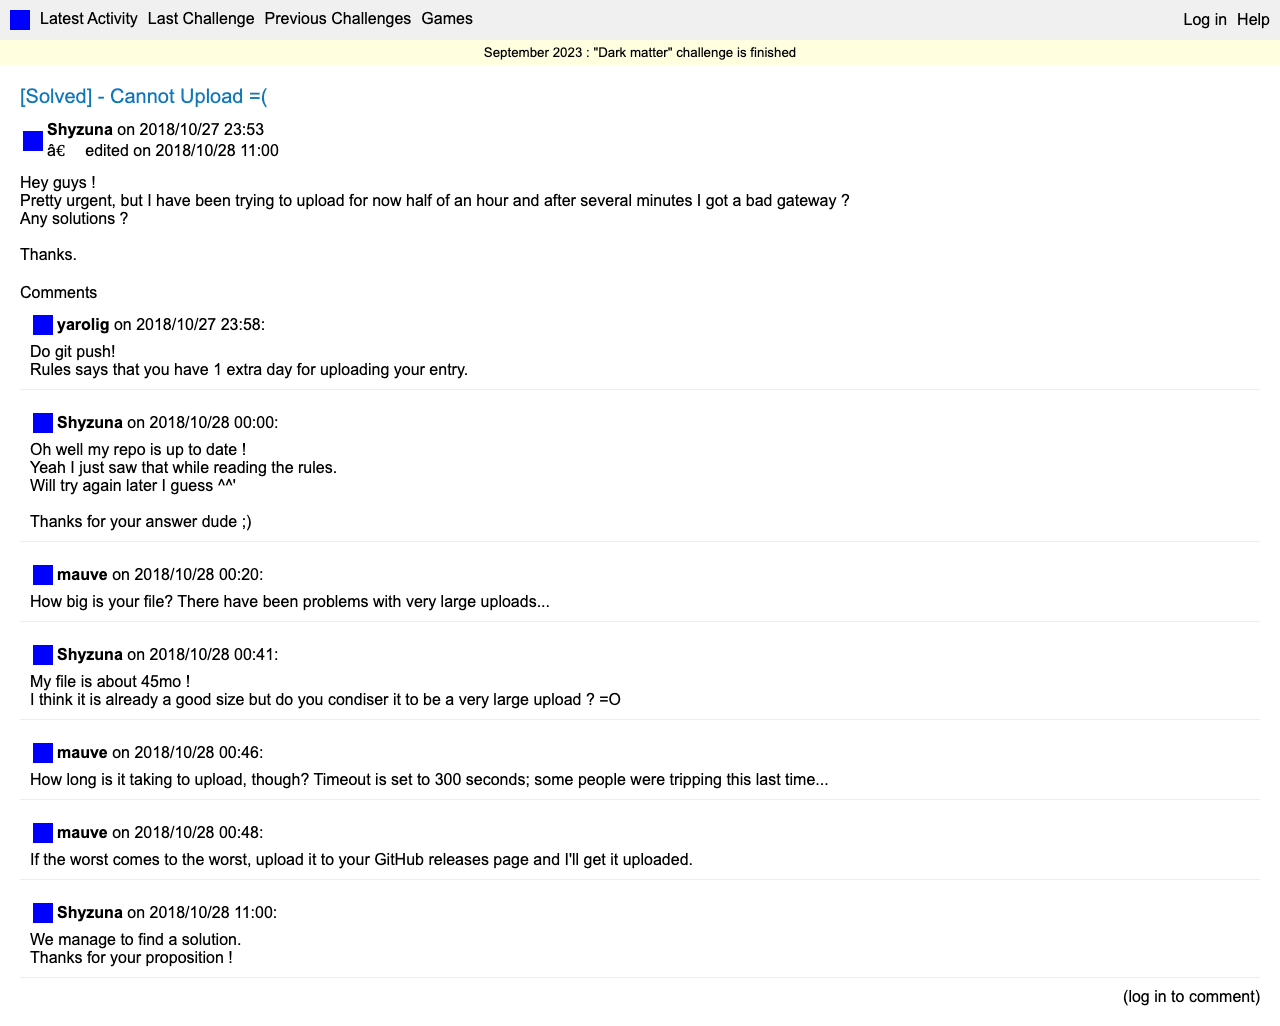 Latest Activity Last Challenge Previous Challenges Games Log in Help
September 2023 : "Dark matter" challenge is finished
[Solved] - Cannot Upload =(
Shyzuna on 2018/10/27 23:53
â€ edited on 2018/10/28 11:00
Hey guys !
Pretty urgent, but I have been trying to upload for now half of an hour and after several minutes I got a bad gateway ?
Any solutions ?
Thanks.
Comments
yarolig on 2018/10/27 23:58:
Do git push!
Rules says that you have 1 extra day for uploading your entry.
Shyzuna on 2018/10/28 00:00:
Oh well my repo is up to date !
Yeah I just saw that while reading the rules.
Will try again later I guess ^^'
Thanks for your answer dude ;)
mauve on 2018/10/28 00:20:
How big is your file? There have been problems with very large uploads...
Shyzuna on 2018/10/28 00:41:
My file is about 45mo !
I think it is already a good size but do you condiser it to be a very large upload ? =O
mauve on 2018/10/28 00:46:
How long is it taking to upload, though? Timeout is set to 300 seconds; some people were tripping this last time...
mauve on 2018/10/28 00:48:
If the worst comes to the worst, upload it to your GitHub releases page and I'll get it uploaded.
Shyzuna on 2018/10/28 11:00:
We manage to find a solution.
Thanks for your proposition !
(log in to comment)